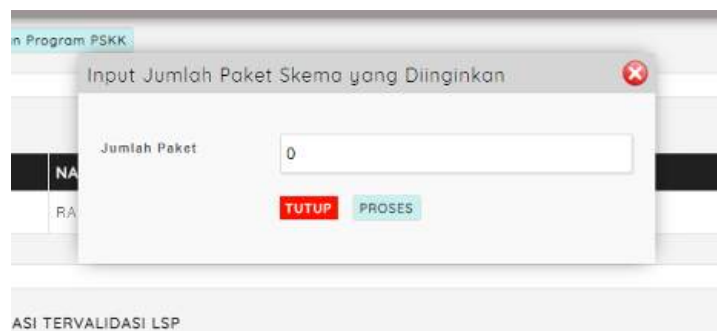 n Program PSKK
Input Jumlah Paket Skema yang Diinginkan
Jumlah Paket
0
NA
RA
TUTUP PROSES
ASI TERVALIDASI LSP